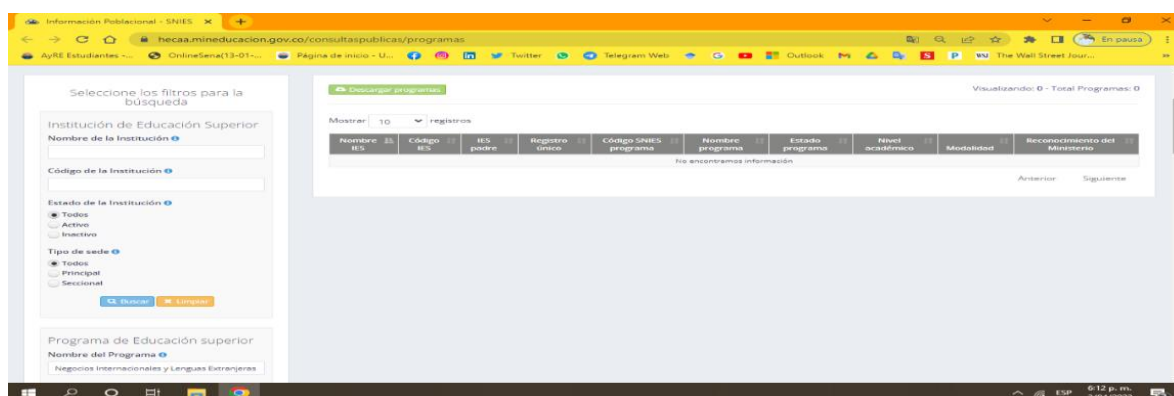 Información Poblacional - SNIES
hecaa.mineducacion.gov.co/consultaspublicas/programas
En pausa
AyRE Estudiantes -...
OnlineSena(13-01-...
Página de inicio - U...
Twitter
Telegram Web
Outlook
The Wall Street Jour...
Seleccione los filtros para la
búsqueda
Institución de Educación Superior
Nombre de la Institución
Código de la Institución
Estado de la Institución
Todos
Activo
Inactivo
Tipo de sede
Todos
Principal
Seccional
Buscar
Limpiar
Programa de Educación superior
Nombre del Programa
Negocios Internacionales y Lenguas Extranjeras
Descargar programas
Visualizando: 0 - Total Programas: 0
Mostrar 10 registros
Nombre IES
Código IES
IES padre
Registro único
Código SNIES programa
Nombre programa
Estado programa
Nivel académico
Modalidad
Reconocimiento del Ministerio
No encontramos información
Anterior
Siguiente
ESP
6:12 p. m.